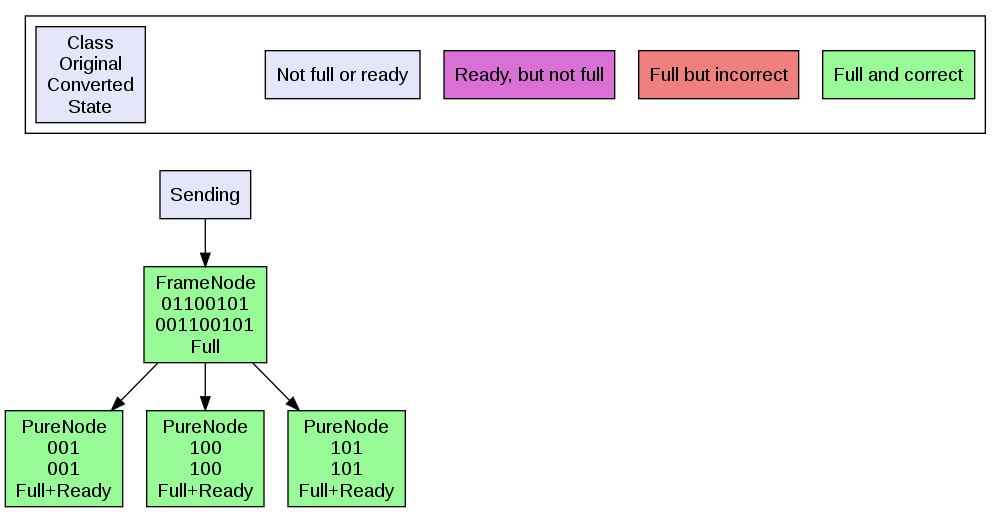 Class
Original
Converted
State
Not full or ready
Ready, but not full
Full but incorrect
Full and correct
Sending
FrameNode
01100101
001100101
Full
PureNode
001
001
Full+Ready
PureNode
100
100
Full+Ready
PureNode
101
101
Full+Ready